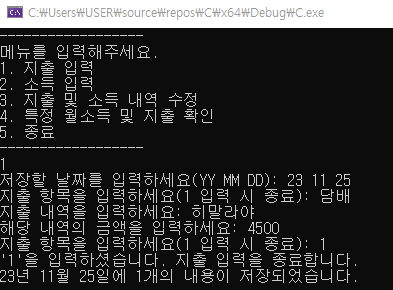 C:\Users\USER\source\repos\C\x64\Debug\C.exe
------------------
메뉴를 입력해주세요.
1. 지출 입력
2. 소득 입력
3. 지출 및 소득 내역 수정
4. 특정 월소득 및 지출 확인
5. 종료
------------------
1
저장할 날짜를 입력하세요(YY MM DD): 23 11 25
지출 항목을 입력하세요(1 입력 시 종료): 담배
지출 내역을 입력하세요: 히말라야
해당 내역의 금액을 입력하세요: 4500
지출 항목을 입력하세요(1 입력 시 종료): 1
'1'을 입력하셨습니다. 지출 입력을 종료합니다.
23년 11월 25일에 1개의 내용이 저장되었습니다.